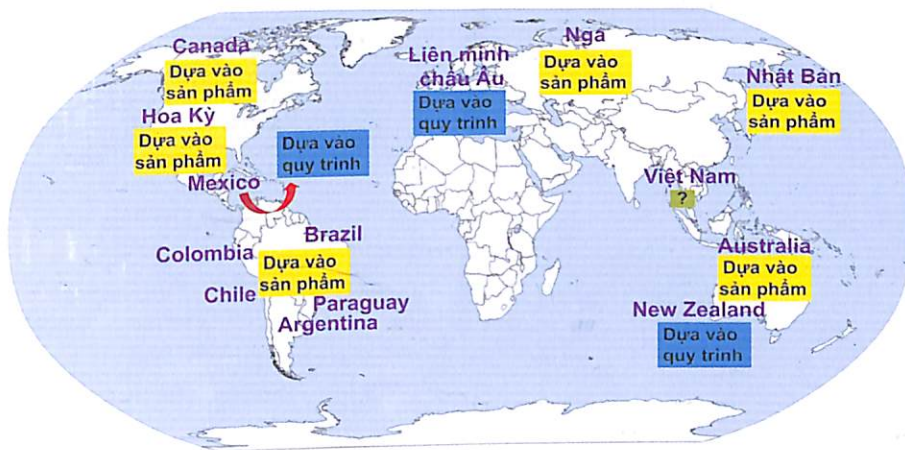 Canada
Dựa vào
sản phẩm
Hoa Kỳ
Dựa vào
sản phẩm
Dựa vào
quy trình
Mexico
Liên minh
châu Âu
Dựa vào
quy trình
Nga
Dựa vào
sản phẩm
Nhật Bản
Dựa vào
sản phẩm
Việt Nam
?
Colombia
Brazil
Dựa vào
sản phẩm
Chile
Paraguay
Argentina
Australia
Dựa vào
sản phẩm
New Zealand
Dựa vào
quy trình